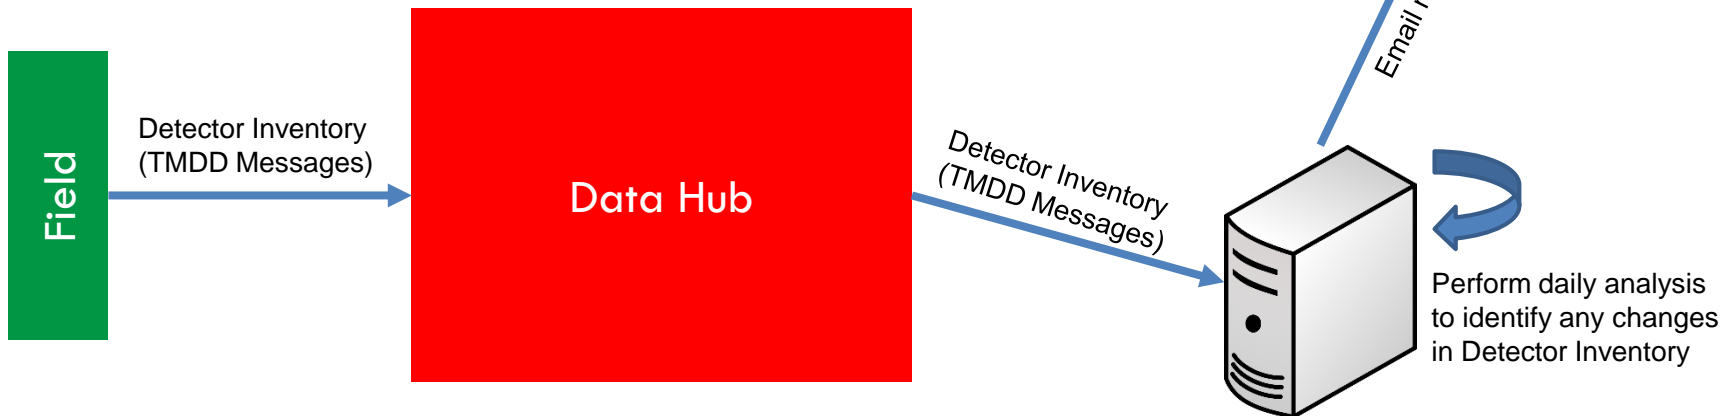 Field
Detector Inventory
(TMDD Messages)
Data Hub
Detector Inventory
(TMDD Messages)
Email
Perform daily analysis
to identify any changes
in Detector Inventory